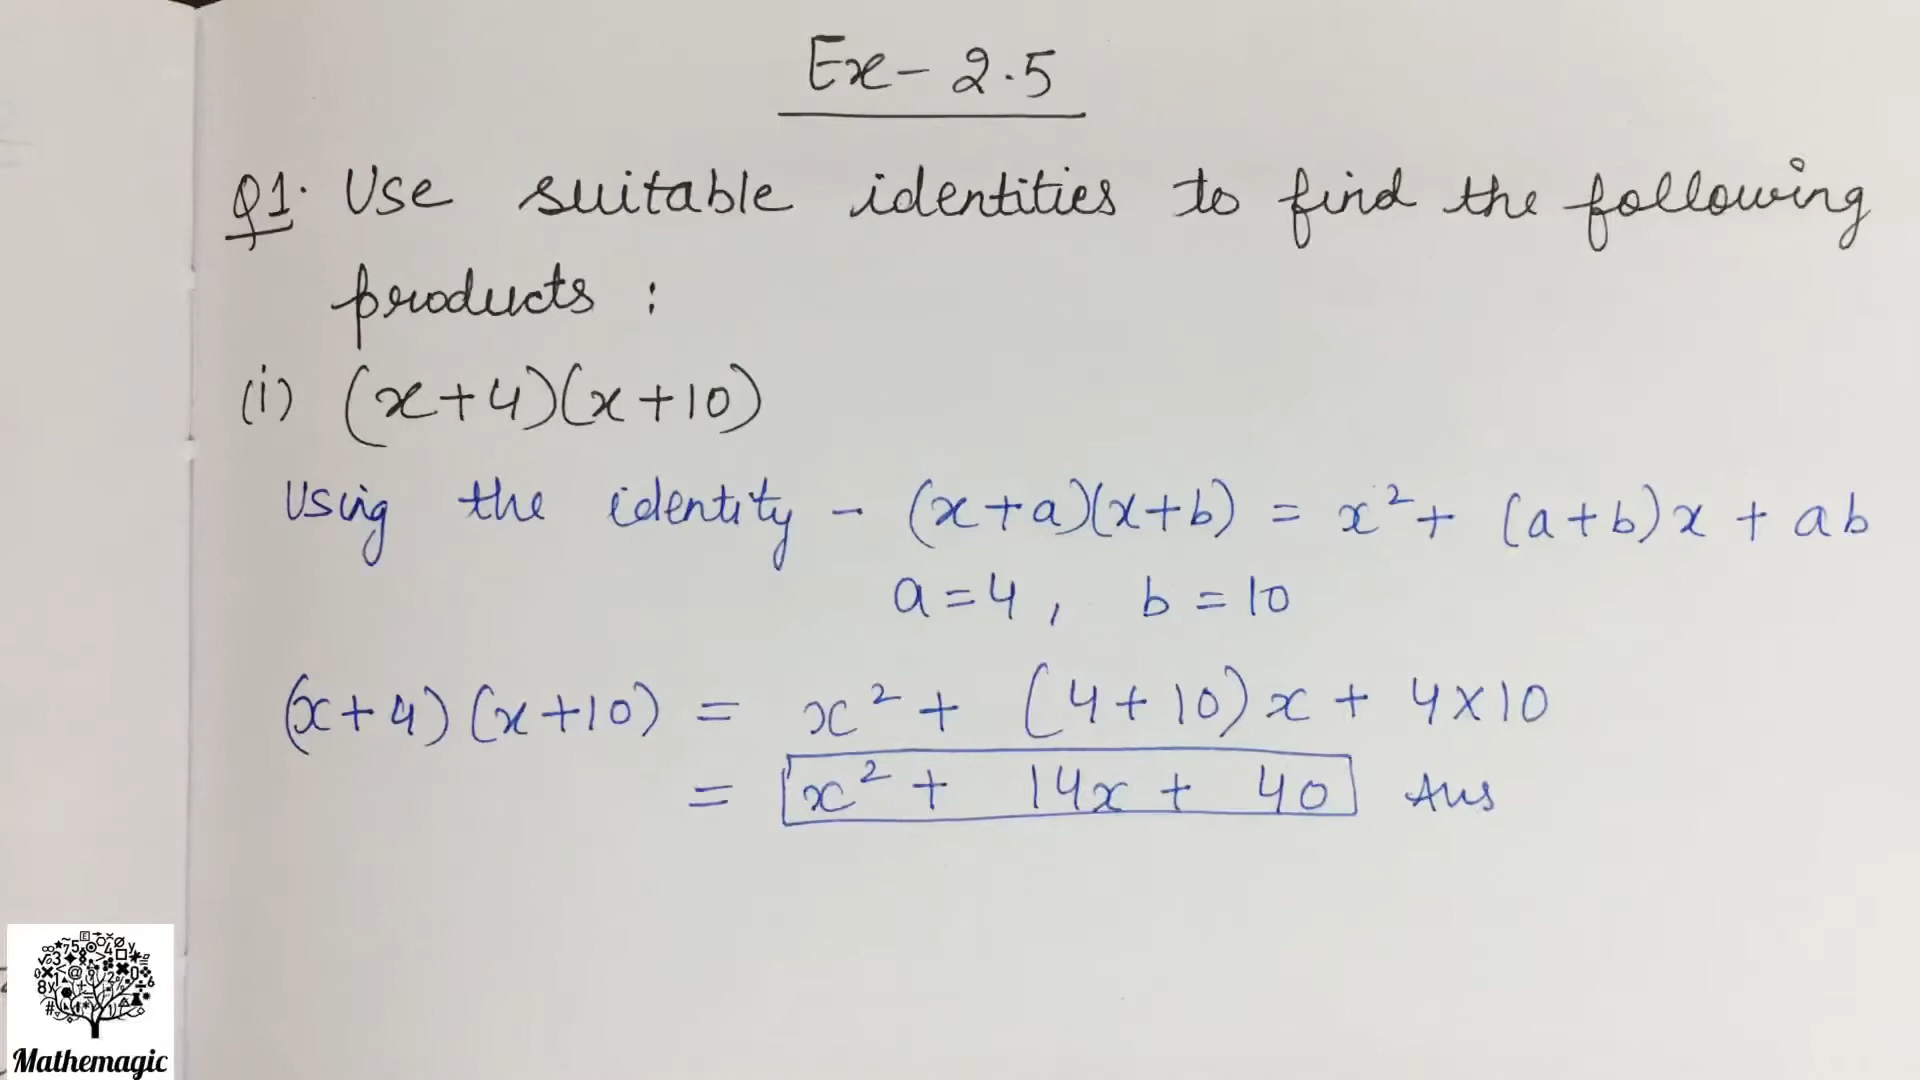 Ex - 2.5
Q1. Use suitable identities to find the following
products :
(i) (x+4)(x+10)
Using the identity - (x+a)(x+b) = x² + (a+b)x + ab
a = 4 , b = 10
(x+4) (x+10) = x² + (4+10)x + 4×10
= x² + 14x + 40 Ans
Mathemagic